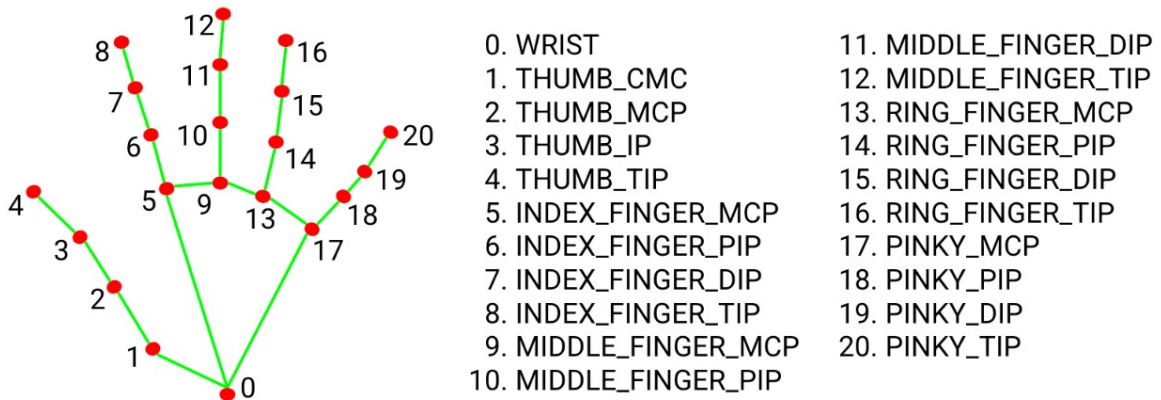 12
8
16
11
7
15
10
6
20
14
19
4
5
9
18
13
3
17
2
1
0
0. WRIST
1. THUMB_CMC
2. THUMB_MCP
3. THUMB_IP
4. THUMB_TIP
5. INDEX_FINGER_MCP
6. INDEX_FINGER_PIP
7. INDEX_FINGER_DIP
8. INDEX_FINGER_TIP
9. MIDDLE_FINGER_MCP
10. MIDDLE_FINGER_PIP
11. MIDDLE_FINGER_DIP
12. MIDDLE_FINGER_TIP
13. RING_FINGER_MCP
14. RING_FINGER_PIP
15. RING_FINGER_DIP
16. RING_FINGER_TIP
17. PINKY_MCP
18. PINKY_PIP
19. PINKY_DIP
20. PINKY_TIP